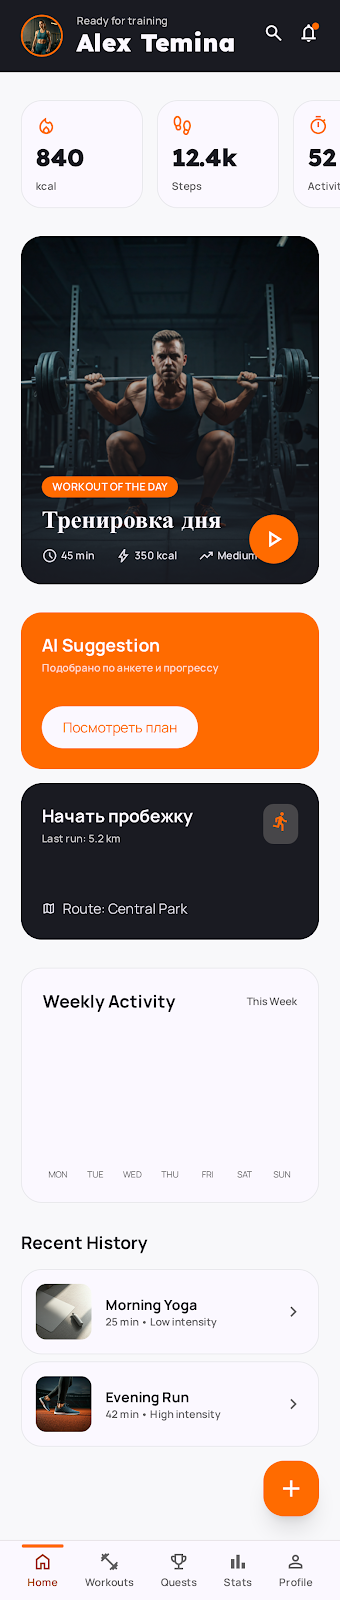 Ready for training
Alex Temina
840
kcal
12.4k
Steps
52
WORKOUT OF THE DAY
Тренировка дня
45 min
350 kcal
Medium
AI Suggestion
Подобрано по анкете и прогрессу
Посмотреть план
Начать пробежку
Last run: 5.2 km
Route: Central Park
Weekly Activity
This Week
MON TUE WED THU FRI SAT SUN
Recent History
Morning Yoga
25 min • Low intensity
Evening Run
42 min • High intensity
+
Home Workouts Quests Stats Profile